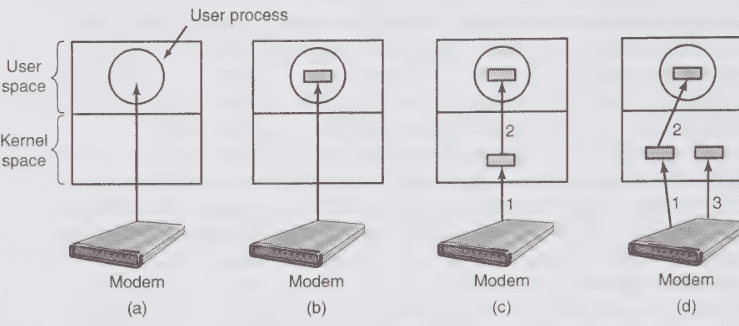 User process
User
space
2
2
Kernel
space
1
1
3
Modem
Modem
Modem
Modem
(a)
(b)
(c)
(d)